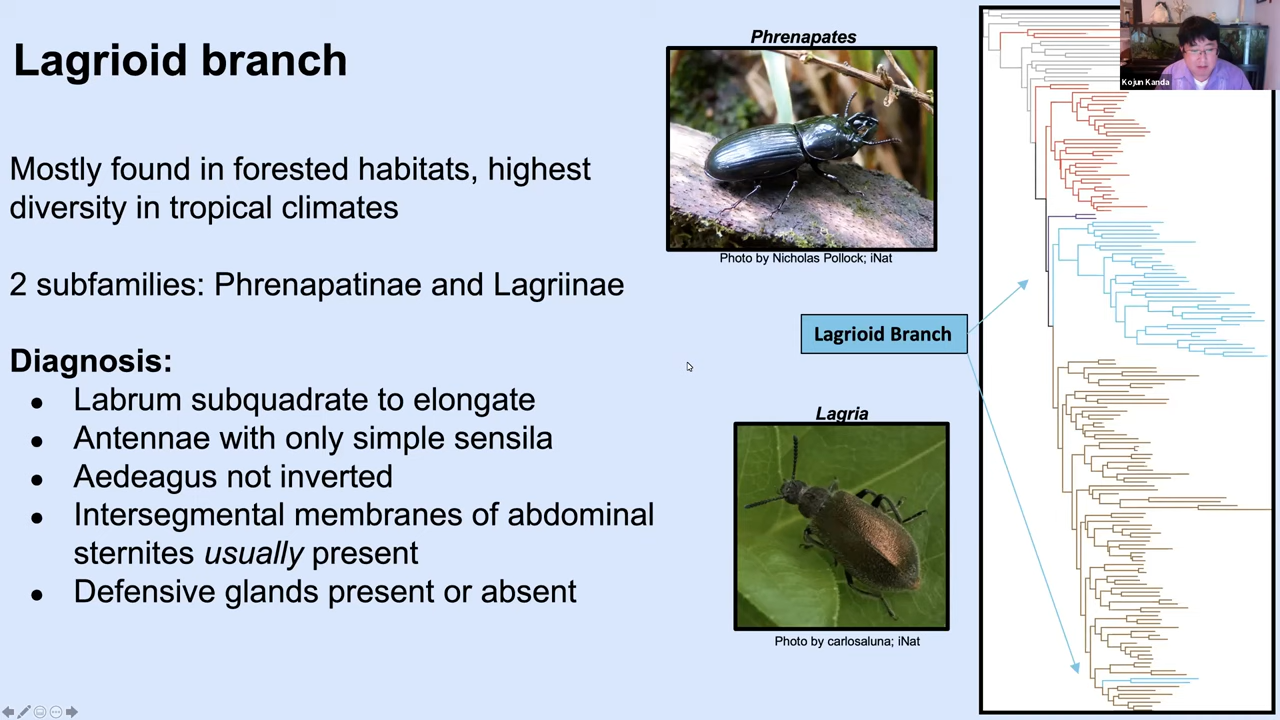 Lagrioid branch
Mostly found in forested habitats, highest
diversity in tropical climates
2 subfamilies: Phrenapatinae and Lagriinae
Diagnosis:
● Labrum subquadrate to elongate
● Antennae with only simple sensila
● Aedeagus not inverted
● Intersegmental membranes of abdominal
sternites usually present
● Defensive glands present or absent
Phrenapates
Photo by Nicholas Pollock; iNat
Lagrioid Branch
Lagria
Photo by carlosaluna; iNat
Kojun Kanda